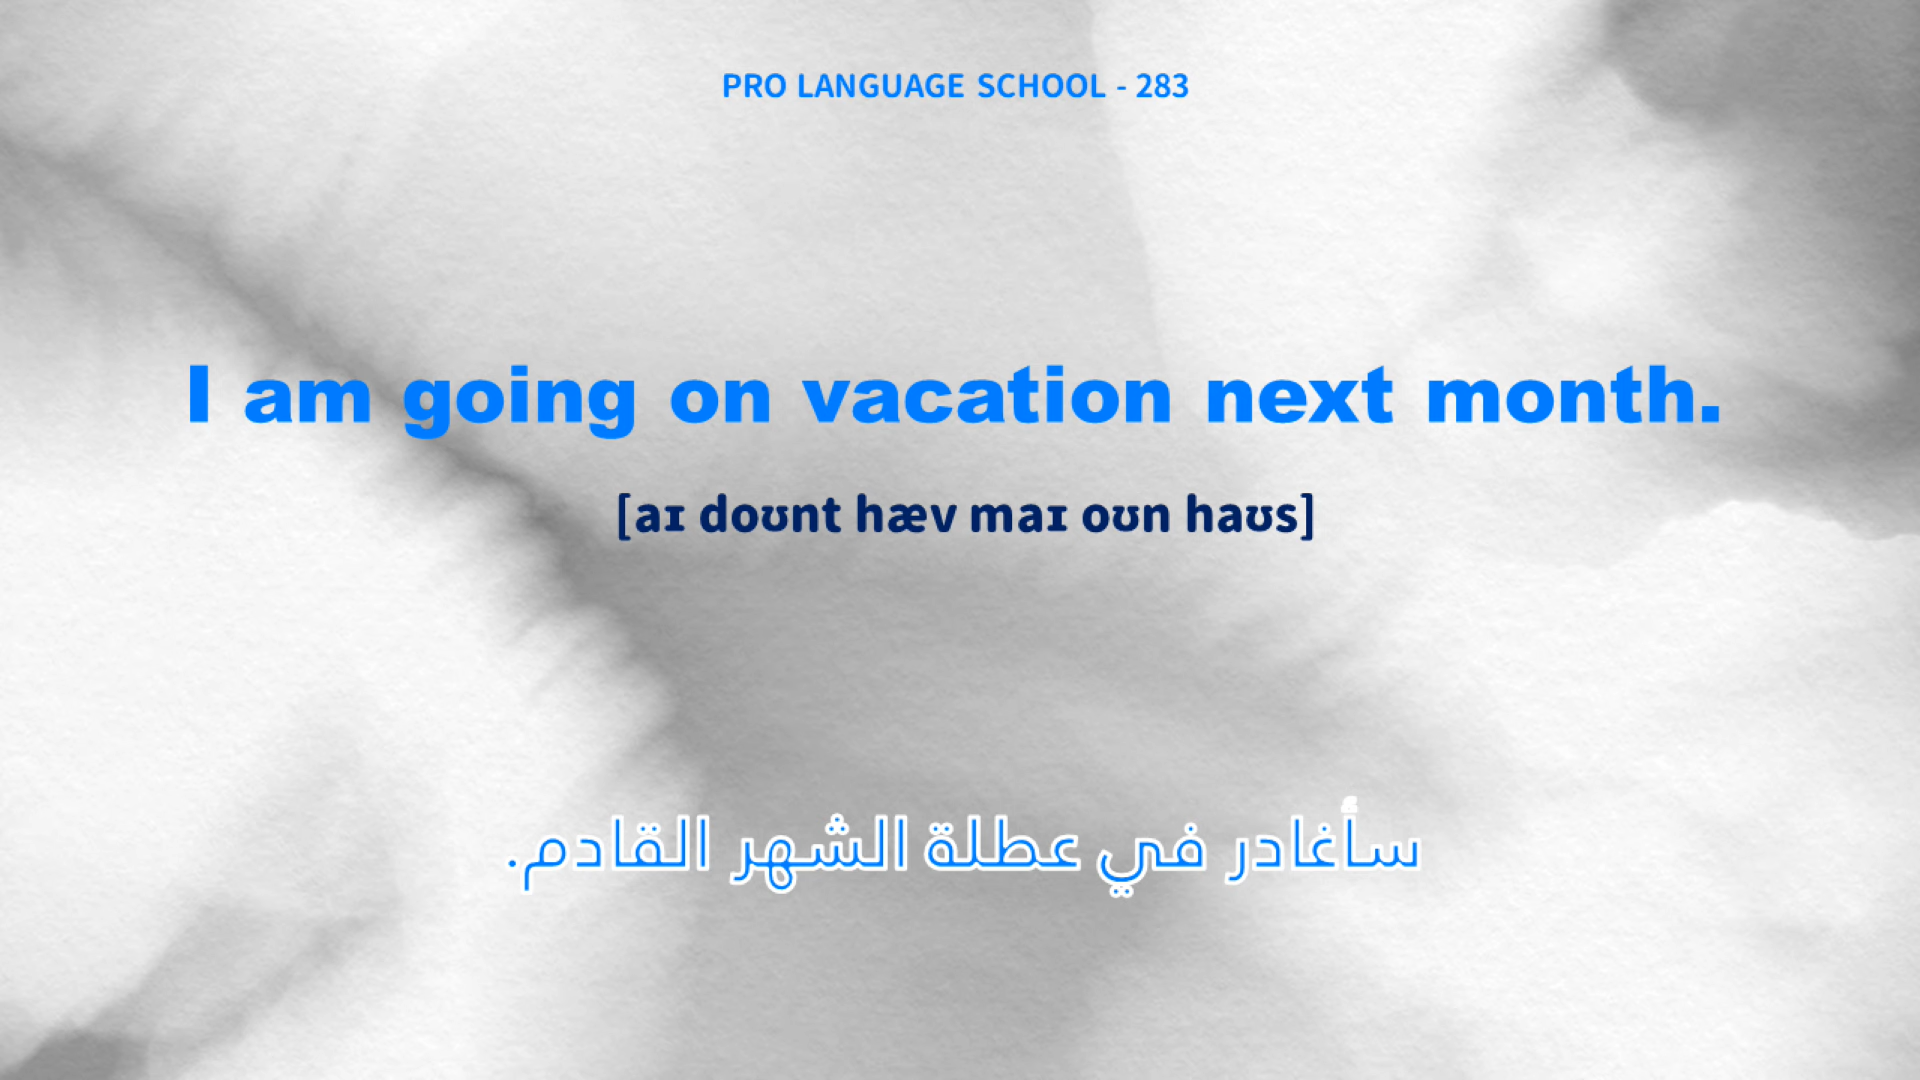 PRO LANGUAGE SCHOOL - 283
I am going on vacation next month.
[aɪ doʊnt hæv maɪ oʊn haʊs]
سأغادر في عطلة الشهر القادم.